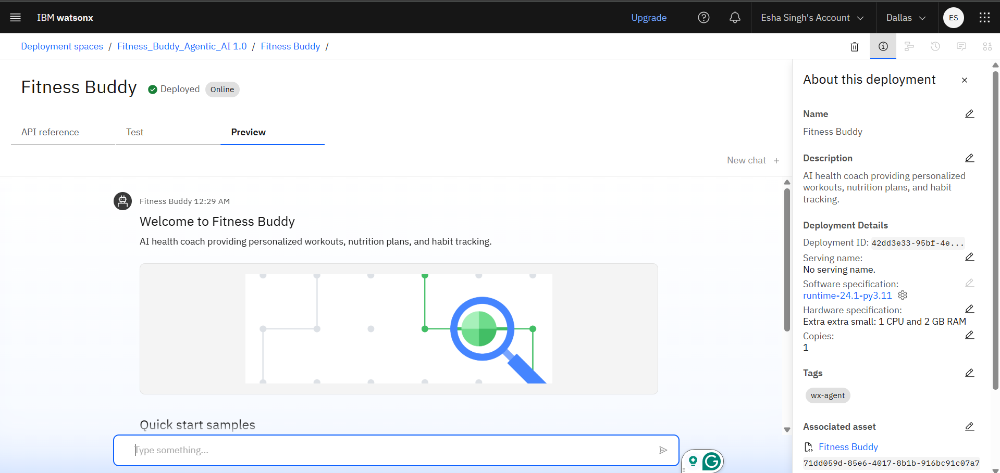 IBM watsonx
Upgrade
Esha Singh's Account
Dallas
ES
Deployment spaces / Fitness_Buddy_Agentic_AI 1.0 / Fitness Buddy /
Fitness Buddy
Deployed
Online
API reference
Test
Preview
New chat +
Fitness Buddy 12:29 AM
Welcome to Fitness Buddy
AI health coach providing personalized workouts, nutrition plans, and habit tracking.
Quick start samples
Type something...
About this deployment
Name
Fitness Buddy
Description
AI health coach providing personalized
workouts, nutrition plans, and habit
tracking.
Deployment Details
Deployment ID: 42dd3e33-95bf-4e...
Serving name:
No serving name.
Software specification:
runtime-24.1-py3.11
Hardware specification:
Extra extra small: 1 CPU and 2 GB RAM
Copies:
1
Tags
wx-agent
Associated asset
Fitness Buddy
71dd059d-85e6-4017-8b1b-916bc91c07a7